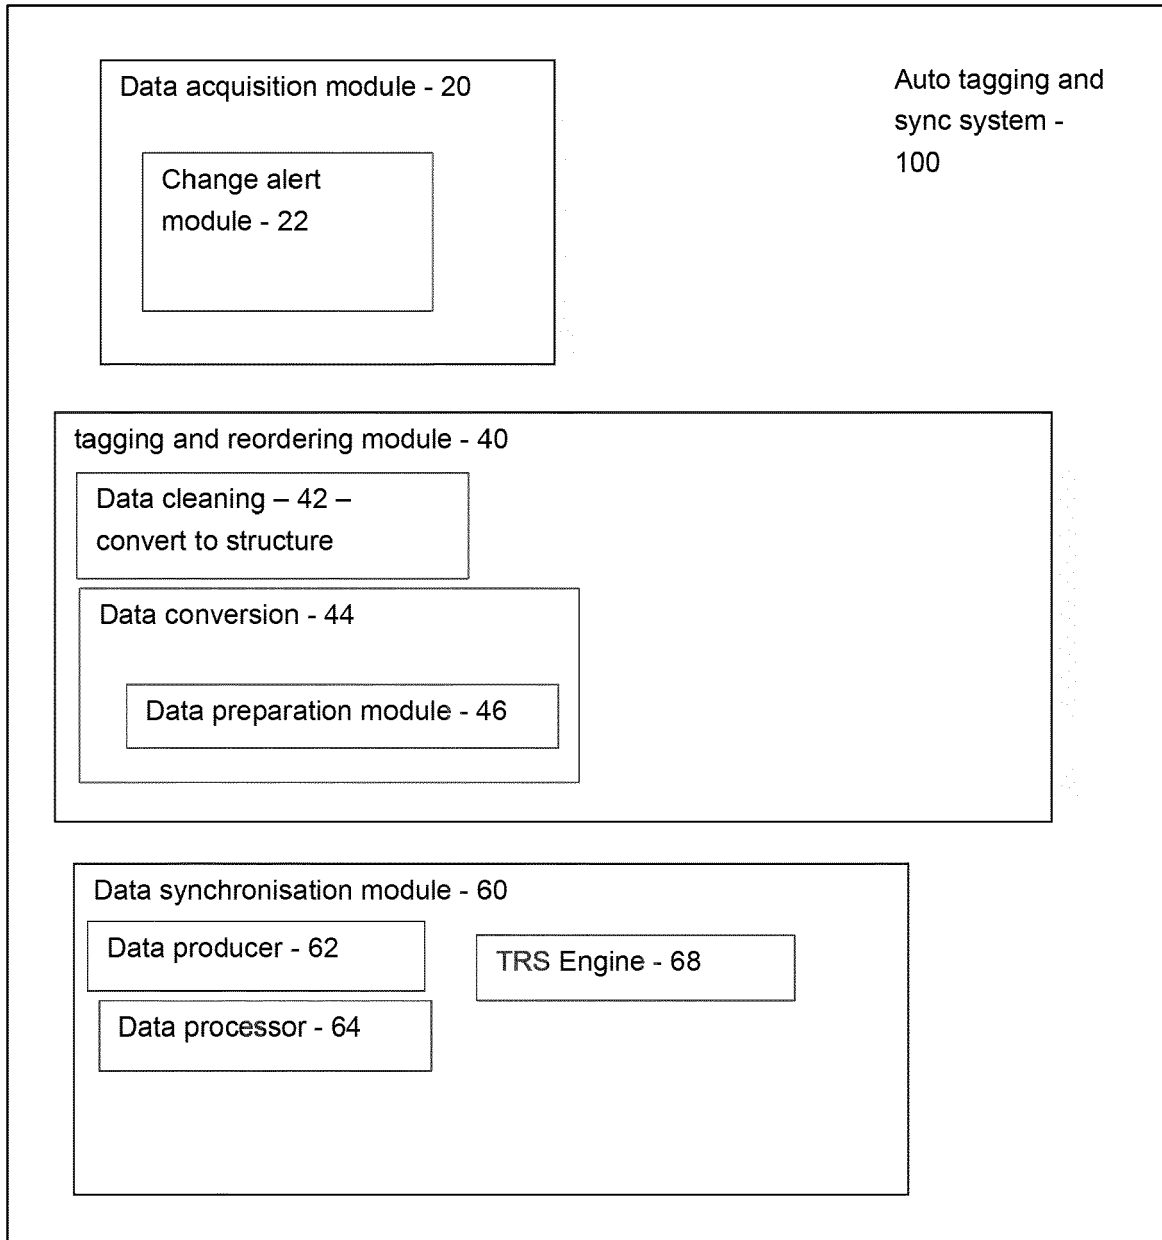 Data acquisition module - 20
Auto tagging and
sync system -
100
Change alert
module - 22
tagging and reordering module - 40
Data cleaning – 42 –
convert to structure
Data conversion - 44
Data preparation module - 46
Data synchronisation module - 60
Data producer - 62
TRS Engine - 68
Data processor - 64